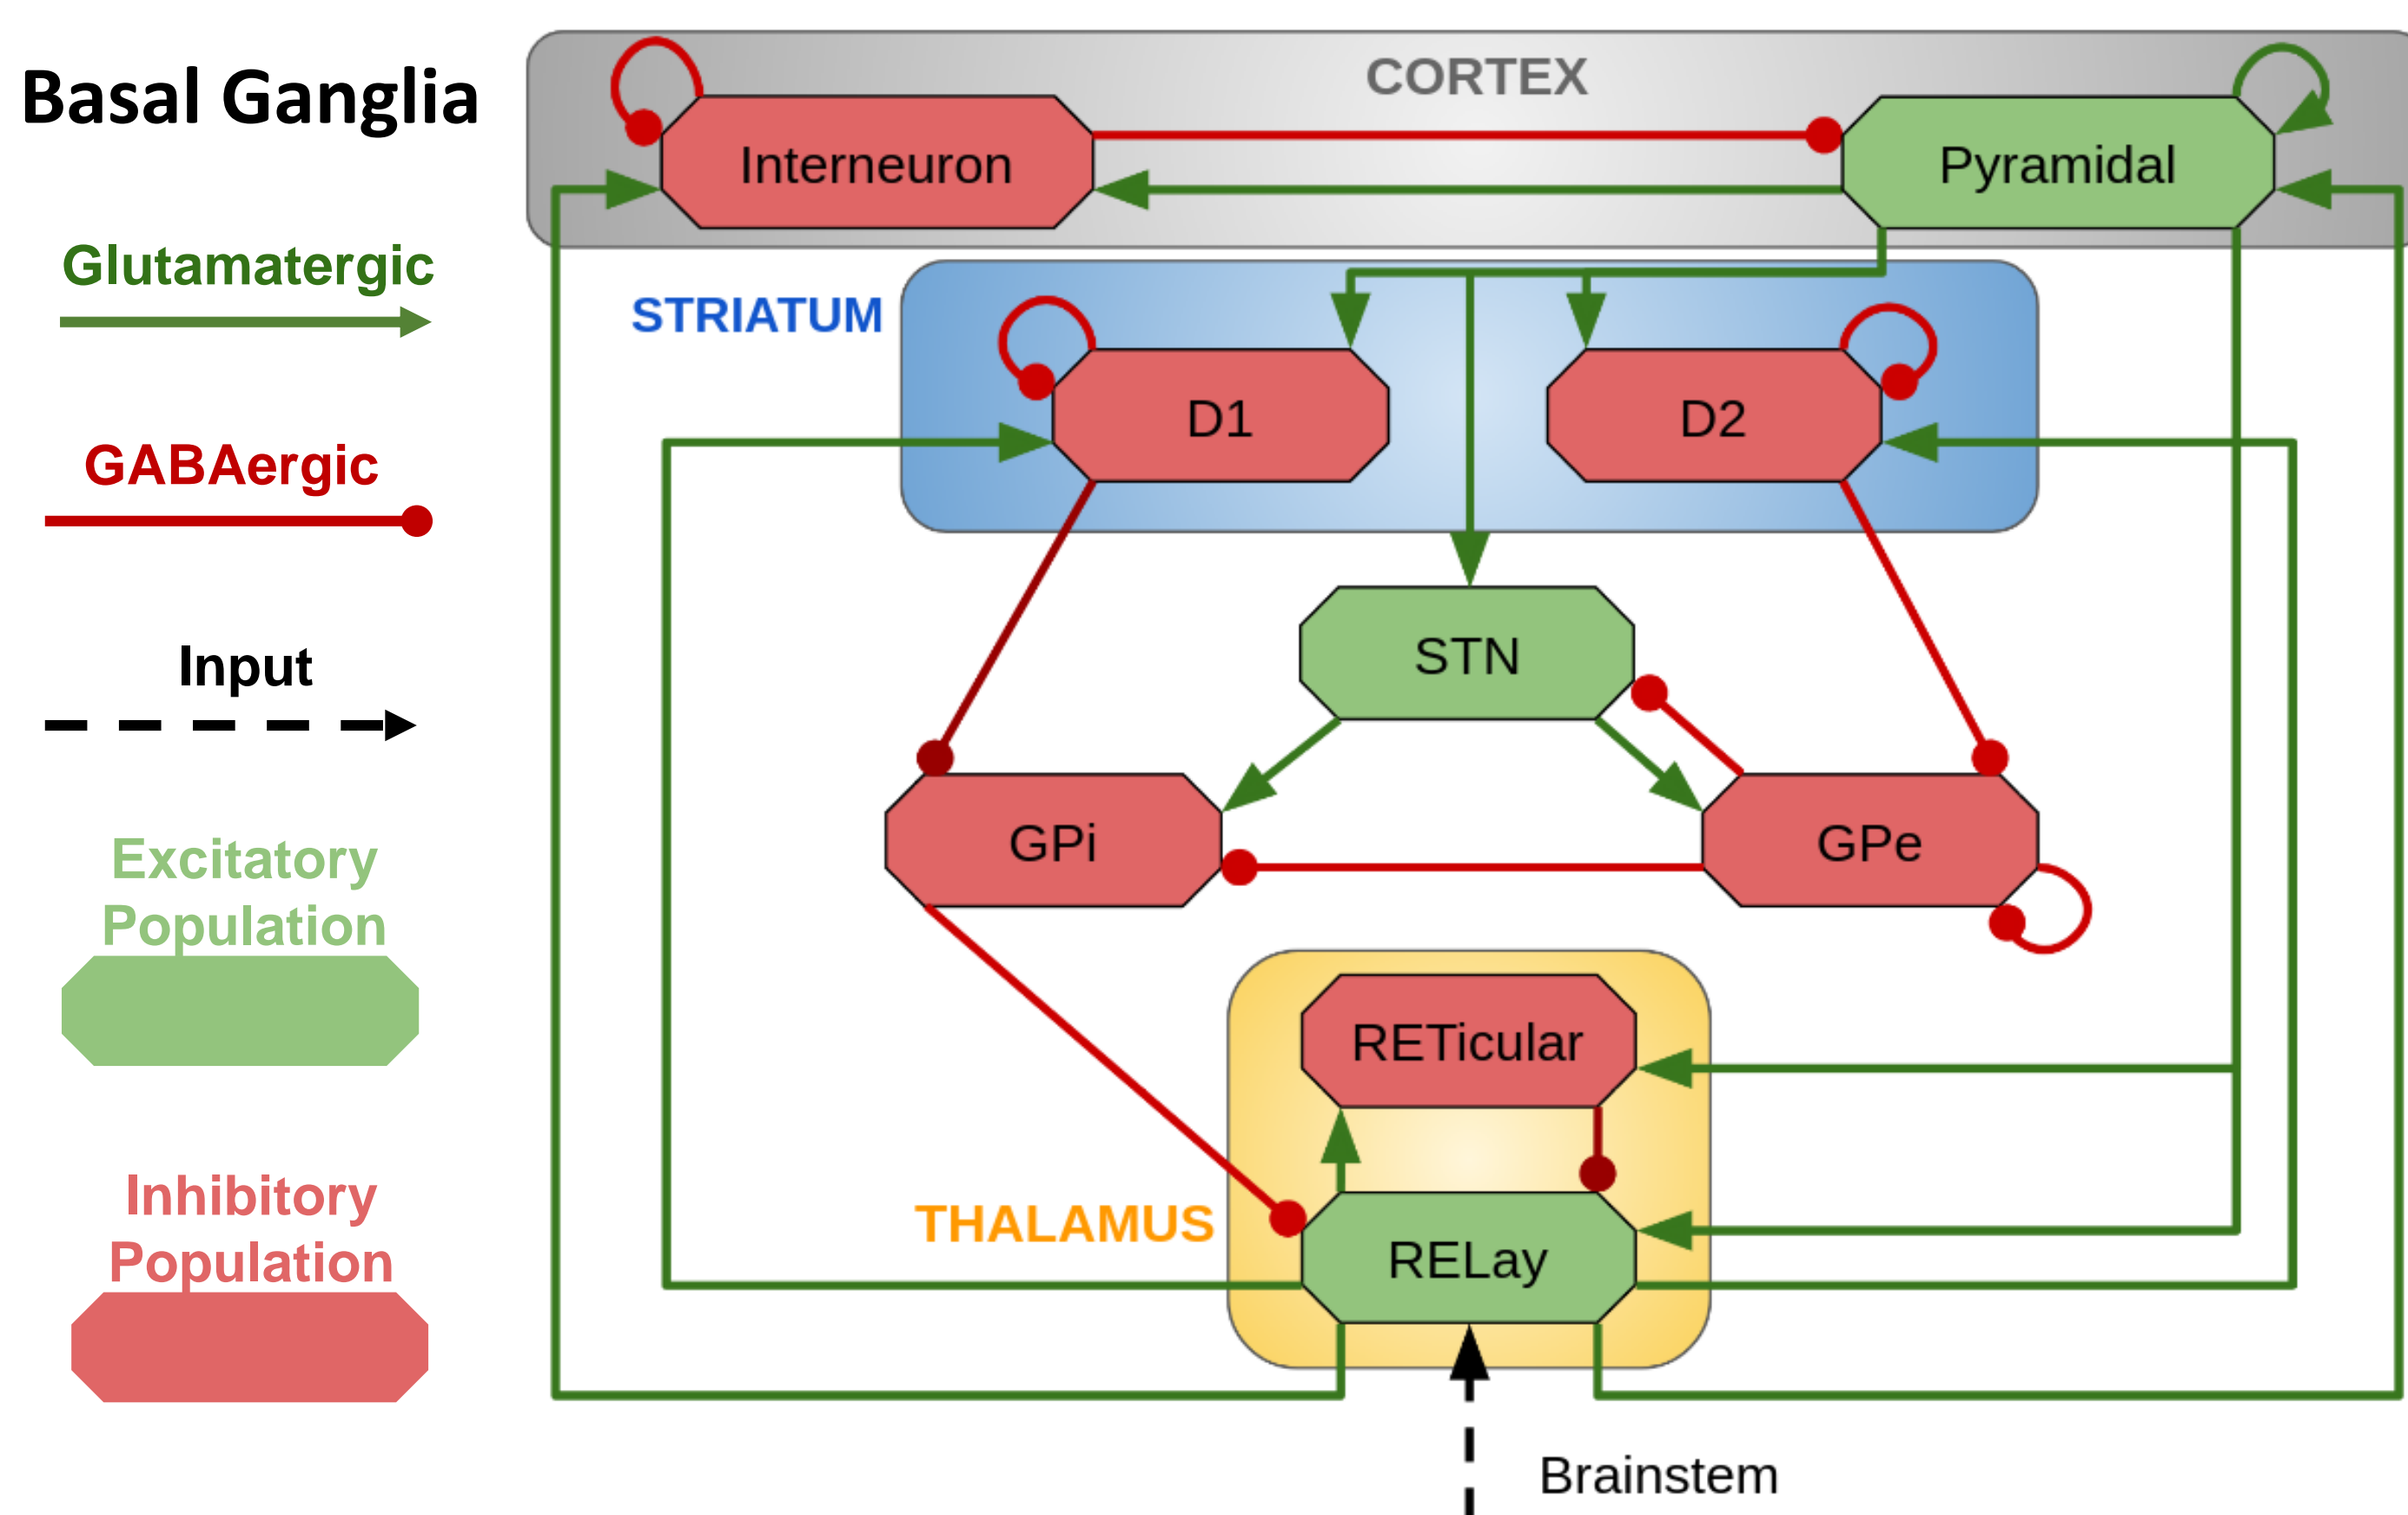 Basal Ganglia
Glutamatergic
GABAergic
Input
Excitatory
Population
Inhibitory
Population
CORTEX
Interneuron
Pyramidal
STRIATUM
D1
D2
STN
GPi
GPe
RETicular
THALAMUS
RELay
Brainstem